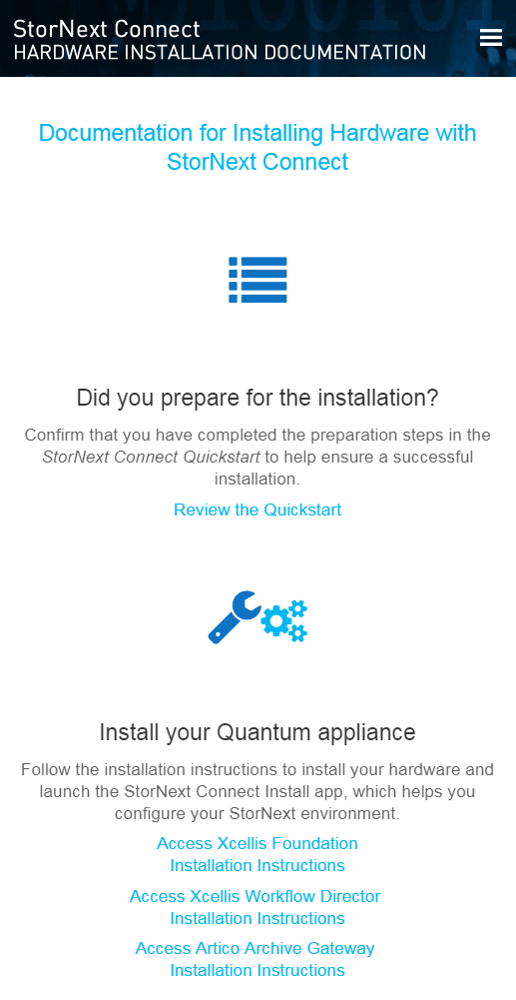 StorNext Connect
HARDWARE INSTALLATION DOCUMENTATION
Documentation for Installing Hardware with
StorNext Connect
Did you prepare for the installation?
Confirm that you have completed the preparation steps in the
StorNext Connect Quickstart to help ensure a successful
installation.
Review the Quickstart
Install your Quantum appliance
Follow the installation instructions to install your hardware and
launch the StorNext Connect Install app, which helps you
configure your StorNext environment.
Access Xcellis Foundation
Installation Instructions
Access Xcellis Workflow Director
Installation Instructions
Access Artico Archive Gateway
Installation Instructions